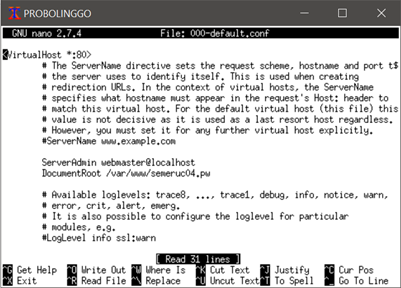 PROBOLINGGO
GNU nano 2.7.4 File: 000-default.conf
<VirtualHost *:80>
# The ServerName directive sets the request scheme, hostname and port t$
# the server uses to identify itself. This is used when creating
# redirection URLs. In the context of virtual hosts, the ServerName
# specifies what hostname must appear in the request's Host: header to
# match this virtual host. For the default virtual host (this file) this
# value is not decisive as it is used as a last resort host regardless.
# However, you must set it for any further virtual host explicitly.
#ServerName www.example.com
ServerAdmin webmaster@localhost
DocumentRoot /var/www/semeruc04.pw
# Available loglevels: trace8, ..., trace1, debug, info, notice, warn,
# error, crit, alert, emerg.
# It is also possible to configure the loglevel for particular
# modules, e.g.
#LogLevel info ssl:warn
[ Read 31 lines ]
^G Get Help ^O Write Out ^W Where Is ^K Cut Text ^J Justify ^C Cur Pos
^X Exit ^R Read File ^\ Replace ^U Uncut Text ^T To Spell ^_ Go To Line